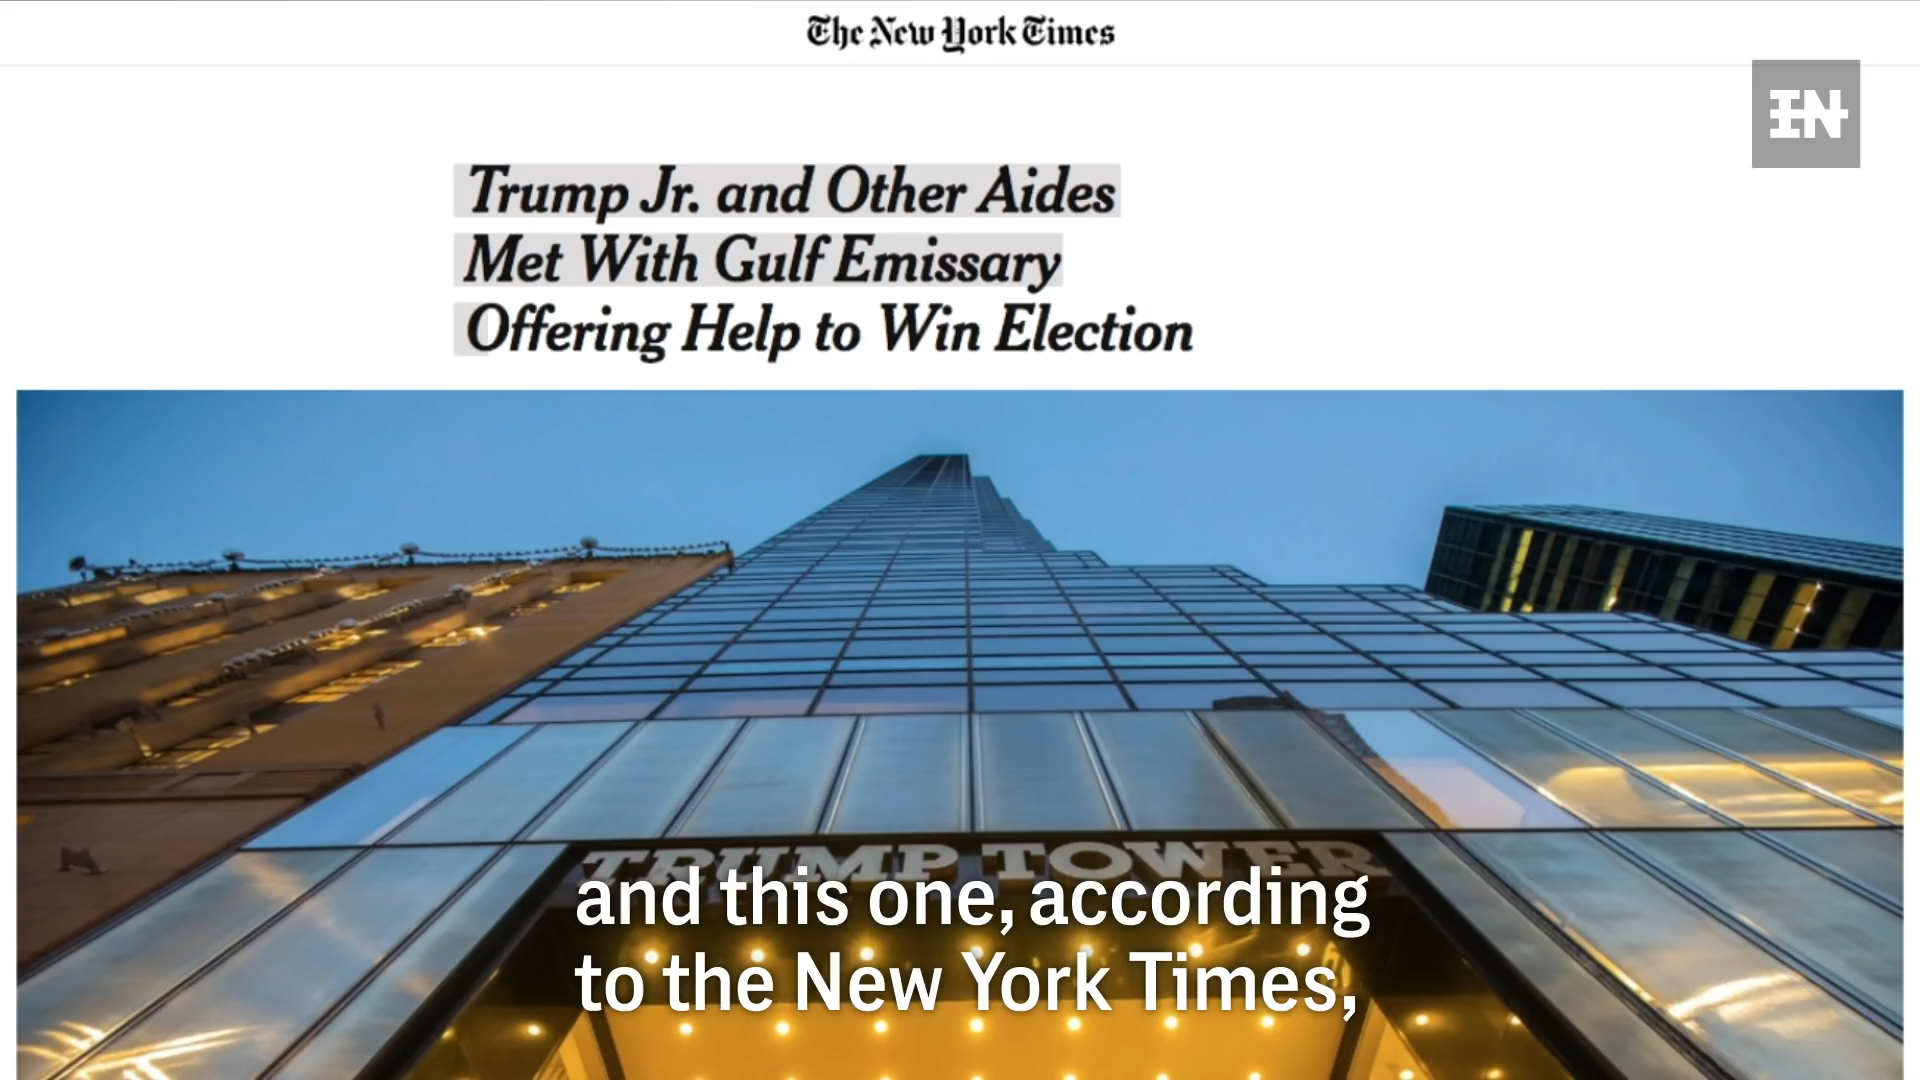 The New York Times
IN
Trump Jr. and Other Aides
Met With Gulf Emissary
Offering Help to Win Election
TRUMP TOWER
and this one, according
to the New York Times,